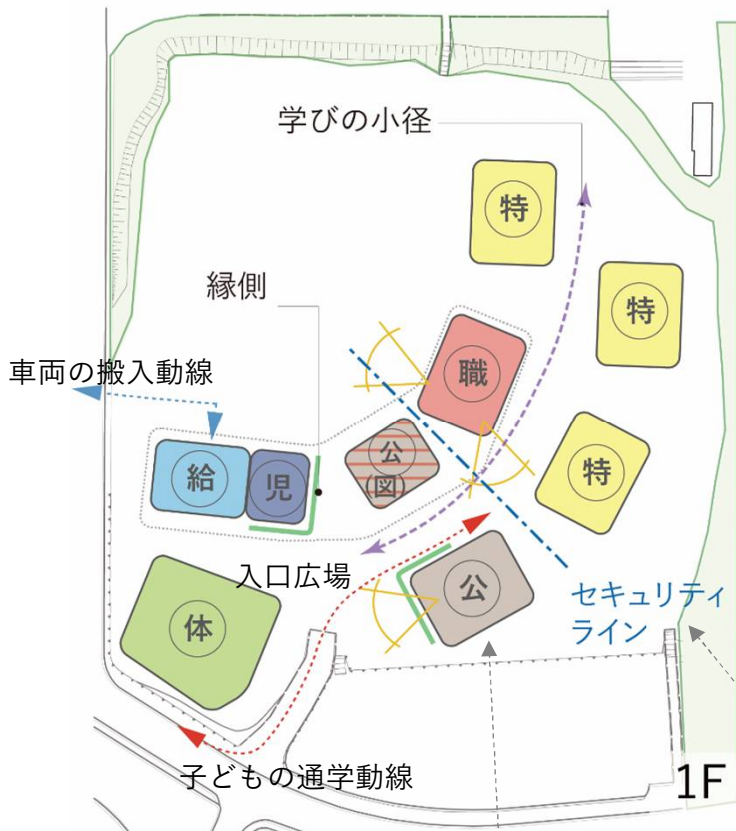 学びの小径
特
縁側
特
車両の搬入動線
職
給
児
公
(図)
特
入口広場
公
セキュリティ
ライン
体
子どもの通学動線
1F